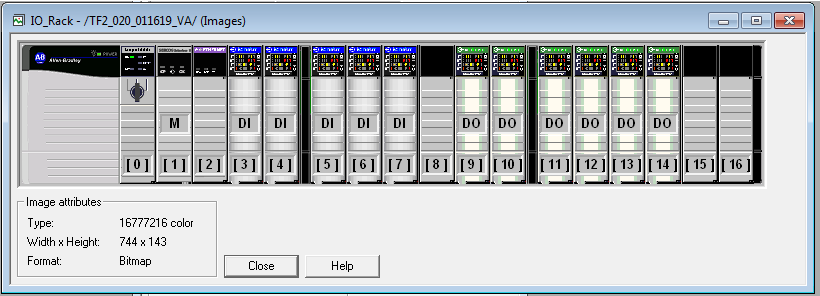 IO_Rack - /TF2_020_011619_VA/ (Images)
AB Allen-Bradley POWER
M DI DI DI DI DI DO DO DO DO DO DO
[0] [1] [2] [3] [4] [5] [6] [7] [8] [9] [10] [11] [12] [13] [14] [15] [16]
Image attributes
Type: 16777216 color
Width x Height: 744 x 143
Format: Bitmap
Close Help